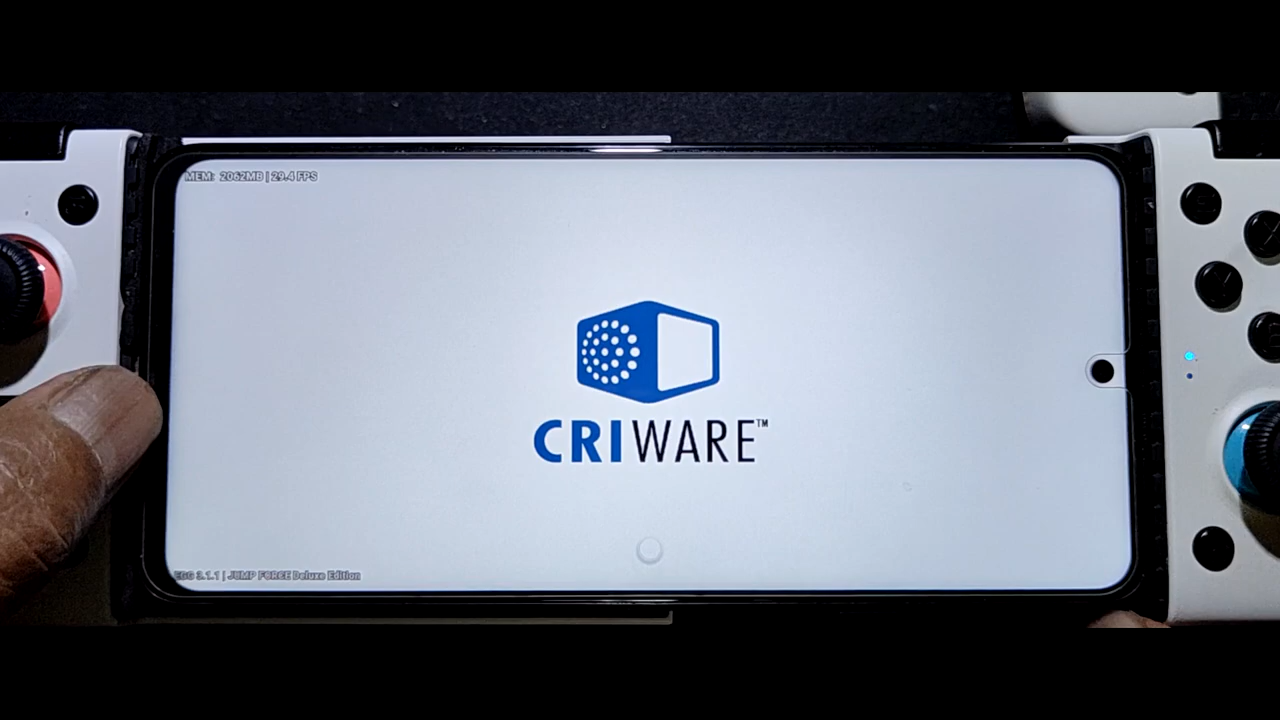 MEM: 2062MB | 29.4 FPS
CRIWARE™
EGG 3.1.1 | JUMP FORCE Deluxe Edition